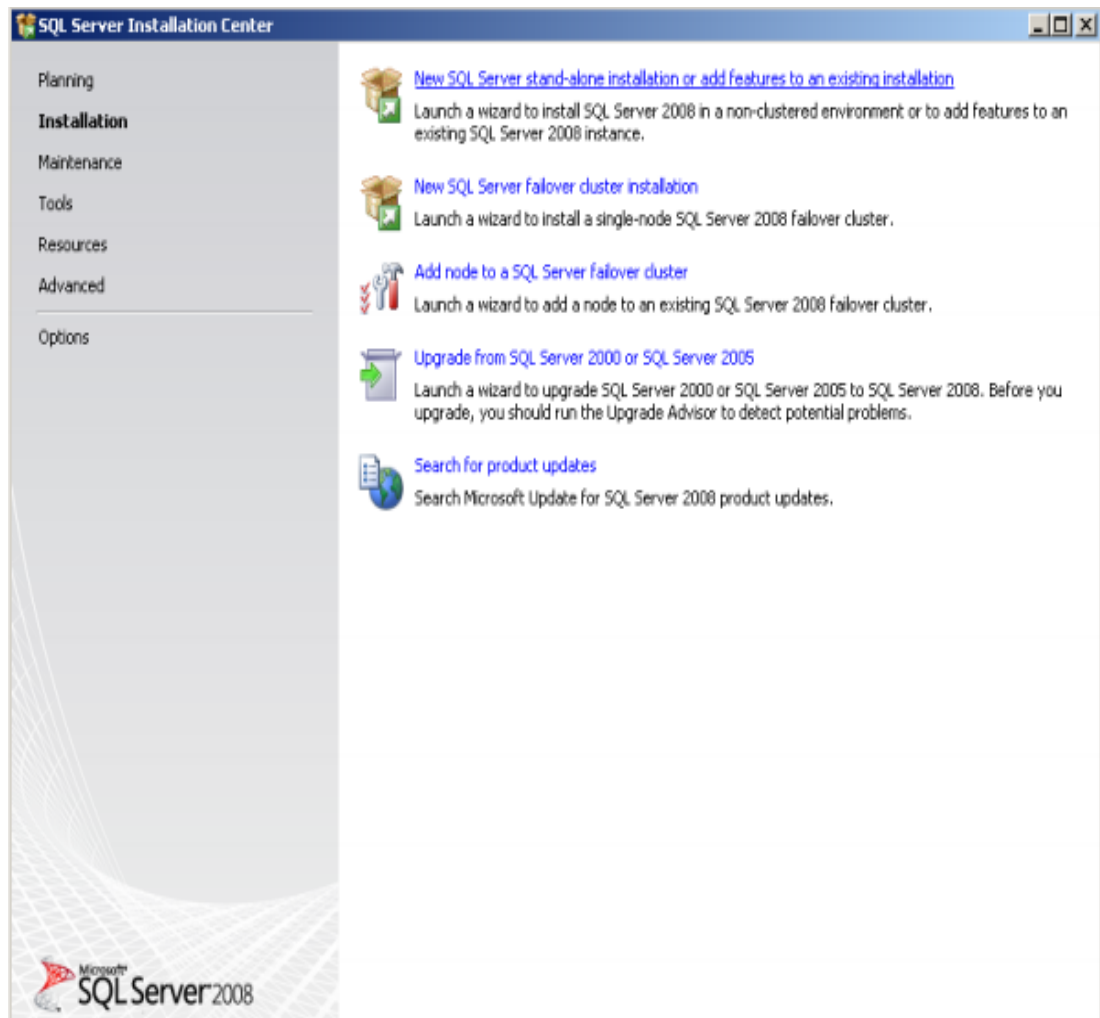 SQL Server Installation Center
Planning
Installation
Maintenance
Tools
Resources
Advanced
Options
New SQL Server stand-alone installation or add features to an existing installation
Launch a wizard to install SQL Server 2008 in a non-clustered environment or to add features to an
existing SQL Server 2008 instance.
New SQL Server failover cluster installation
Launch a wizard to install a single-node SQL Server 2008 failover cluster.
Add node to a SQL Server failover cluster
Launch a wizard to add a node to an existing SQL Server 2008 failover cluster.
Upgrade from SQL Server 2000 or SQL Server 2005
Launch a wizard to upgrade SQL Server 2000 or SQL Server 2005 to SQL Server 2008. Before you
upgrade, you should run the Upgrade Advisor to detect potential problems.
Search for product updates
Search Microsoft Update for SQL Server 2008 product updates.
Microsoft
SQL Server 2008